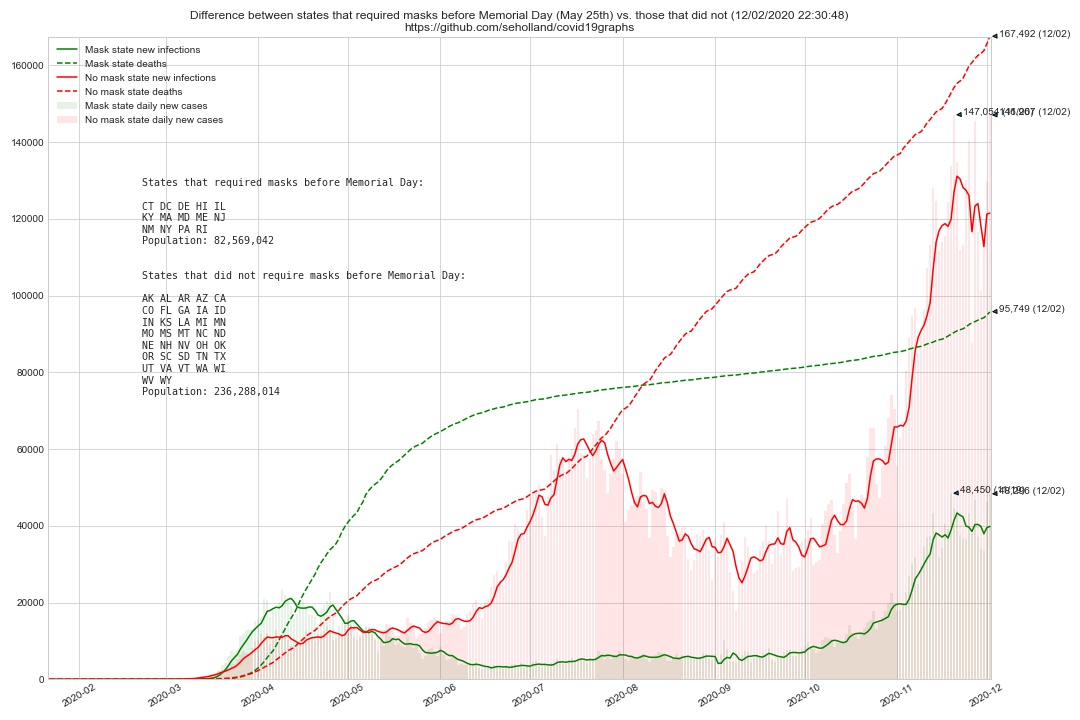 Difference between states that required masks before Memorial Day (May 25th) vs. those that did not (12/02/2020 22:30:48)
https://github.com/seholland/covid19graphs
Mask state new infections
Mask state deaths
No mask state new infections
No mask state deaths
Mask state daily new cases
No mask state daily new cases
States that required masks before Memorial Day:
CT DC DE HI IL
KY MA MD ME NJ
NM NY PA RI
Population: 82,569,042
States that did not require masks before Memorial Day:
AK AL AR AZ CA
CO FL GA IA ID
IN KS LA MI MN
MO MS MT NC ND
NE NH NV OH OK
OR SC SD TN TX
UT VA VT WA WI
WV WY
Population: 236,288,014
167,492 (12/02)
147,054
(12/02)
95,749 (12/02)
48,450
(12/02)
160000
140000
120000
100000
80000
60000
40000
20000
0
2020-02
2020-03
2020-04
2020-05
2020-06
2020-07
2020-08
2020-09
2020-10
2020-11
2020-12